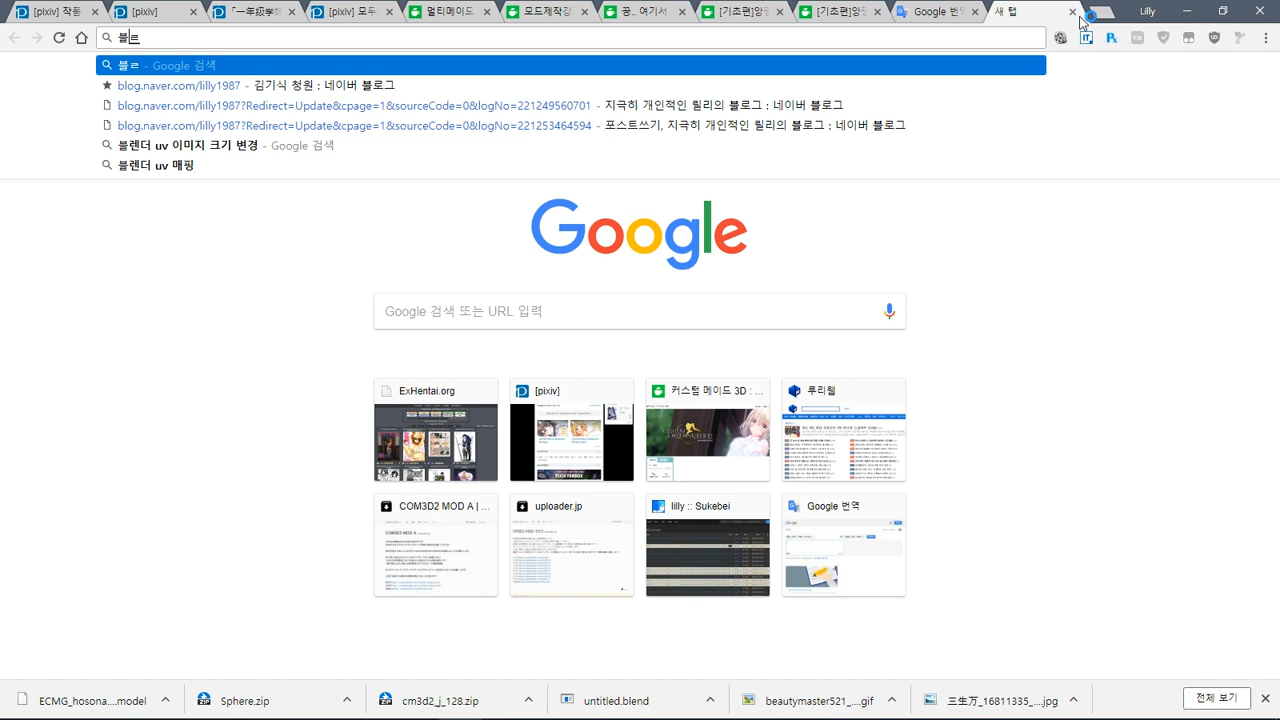 [pixiv] 작품
[pixiv]
「一年級學
[pixiv] 모두
멀티메이드
모드제작강
공.. 여기서
[기초편]
[기초편]
Google 번
새 탭
Lilly
블ㄹ
블ㄹ - Google 검색
blog.naver.com/lilly1987 - 김기식 청원 : 네이버 블로그
blog.naver.com/lilly1987?Redirect=Update&cpage=1&sourceCode=0&logNo=221249560701 - 지극히 개인적인 릴리의 블로그 : 네이버 블로그
blog.naver.com/lilly1987?Redirect=Update&cpage=1&sourceCode=0&logNo=221253464594 - 포스트쓰기, 지극히 개인적인 릴리의 블로그 : 네이버 블로그
블렌더 uv 이미지 크기 변경 - Google 검색
블렌더 uv 매핑
Google
Google 검색 또는 URL 입력
ExHentai.org
[pixiv]
커스텀 메이드 3D : ...
루리웹
COM3D2 MOD A | ...
uploader.jp
lilly :: Sukebei
Google 번역
ECMG_hosona....model
Sphere.zip
cm3d2_j_128.zip
untitled.blend
beautymaster521_....gif
三生万_16811335_....jpg
전체 보기